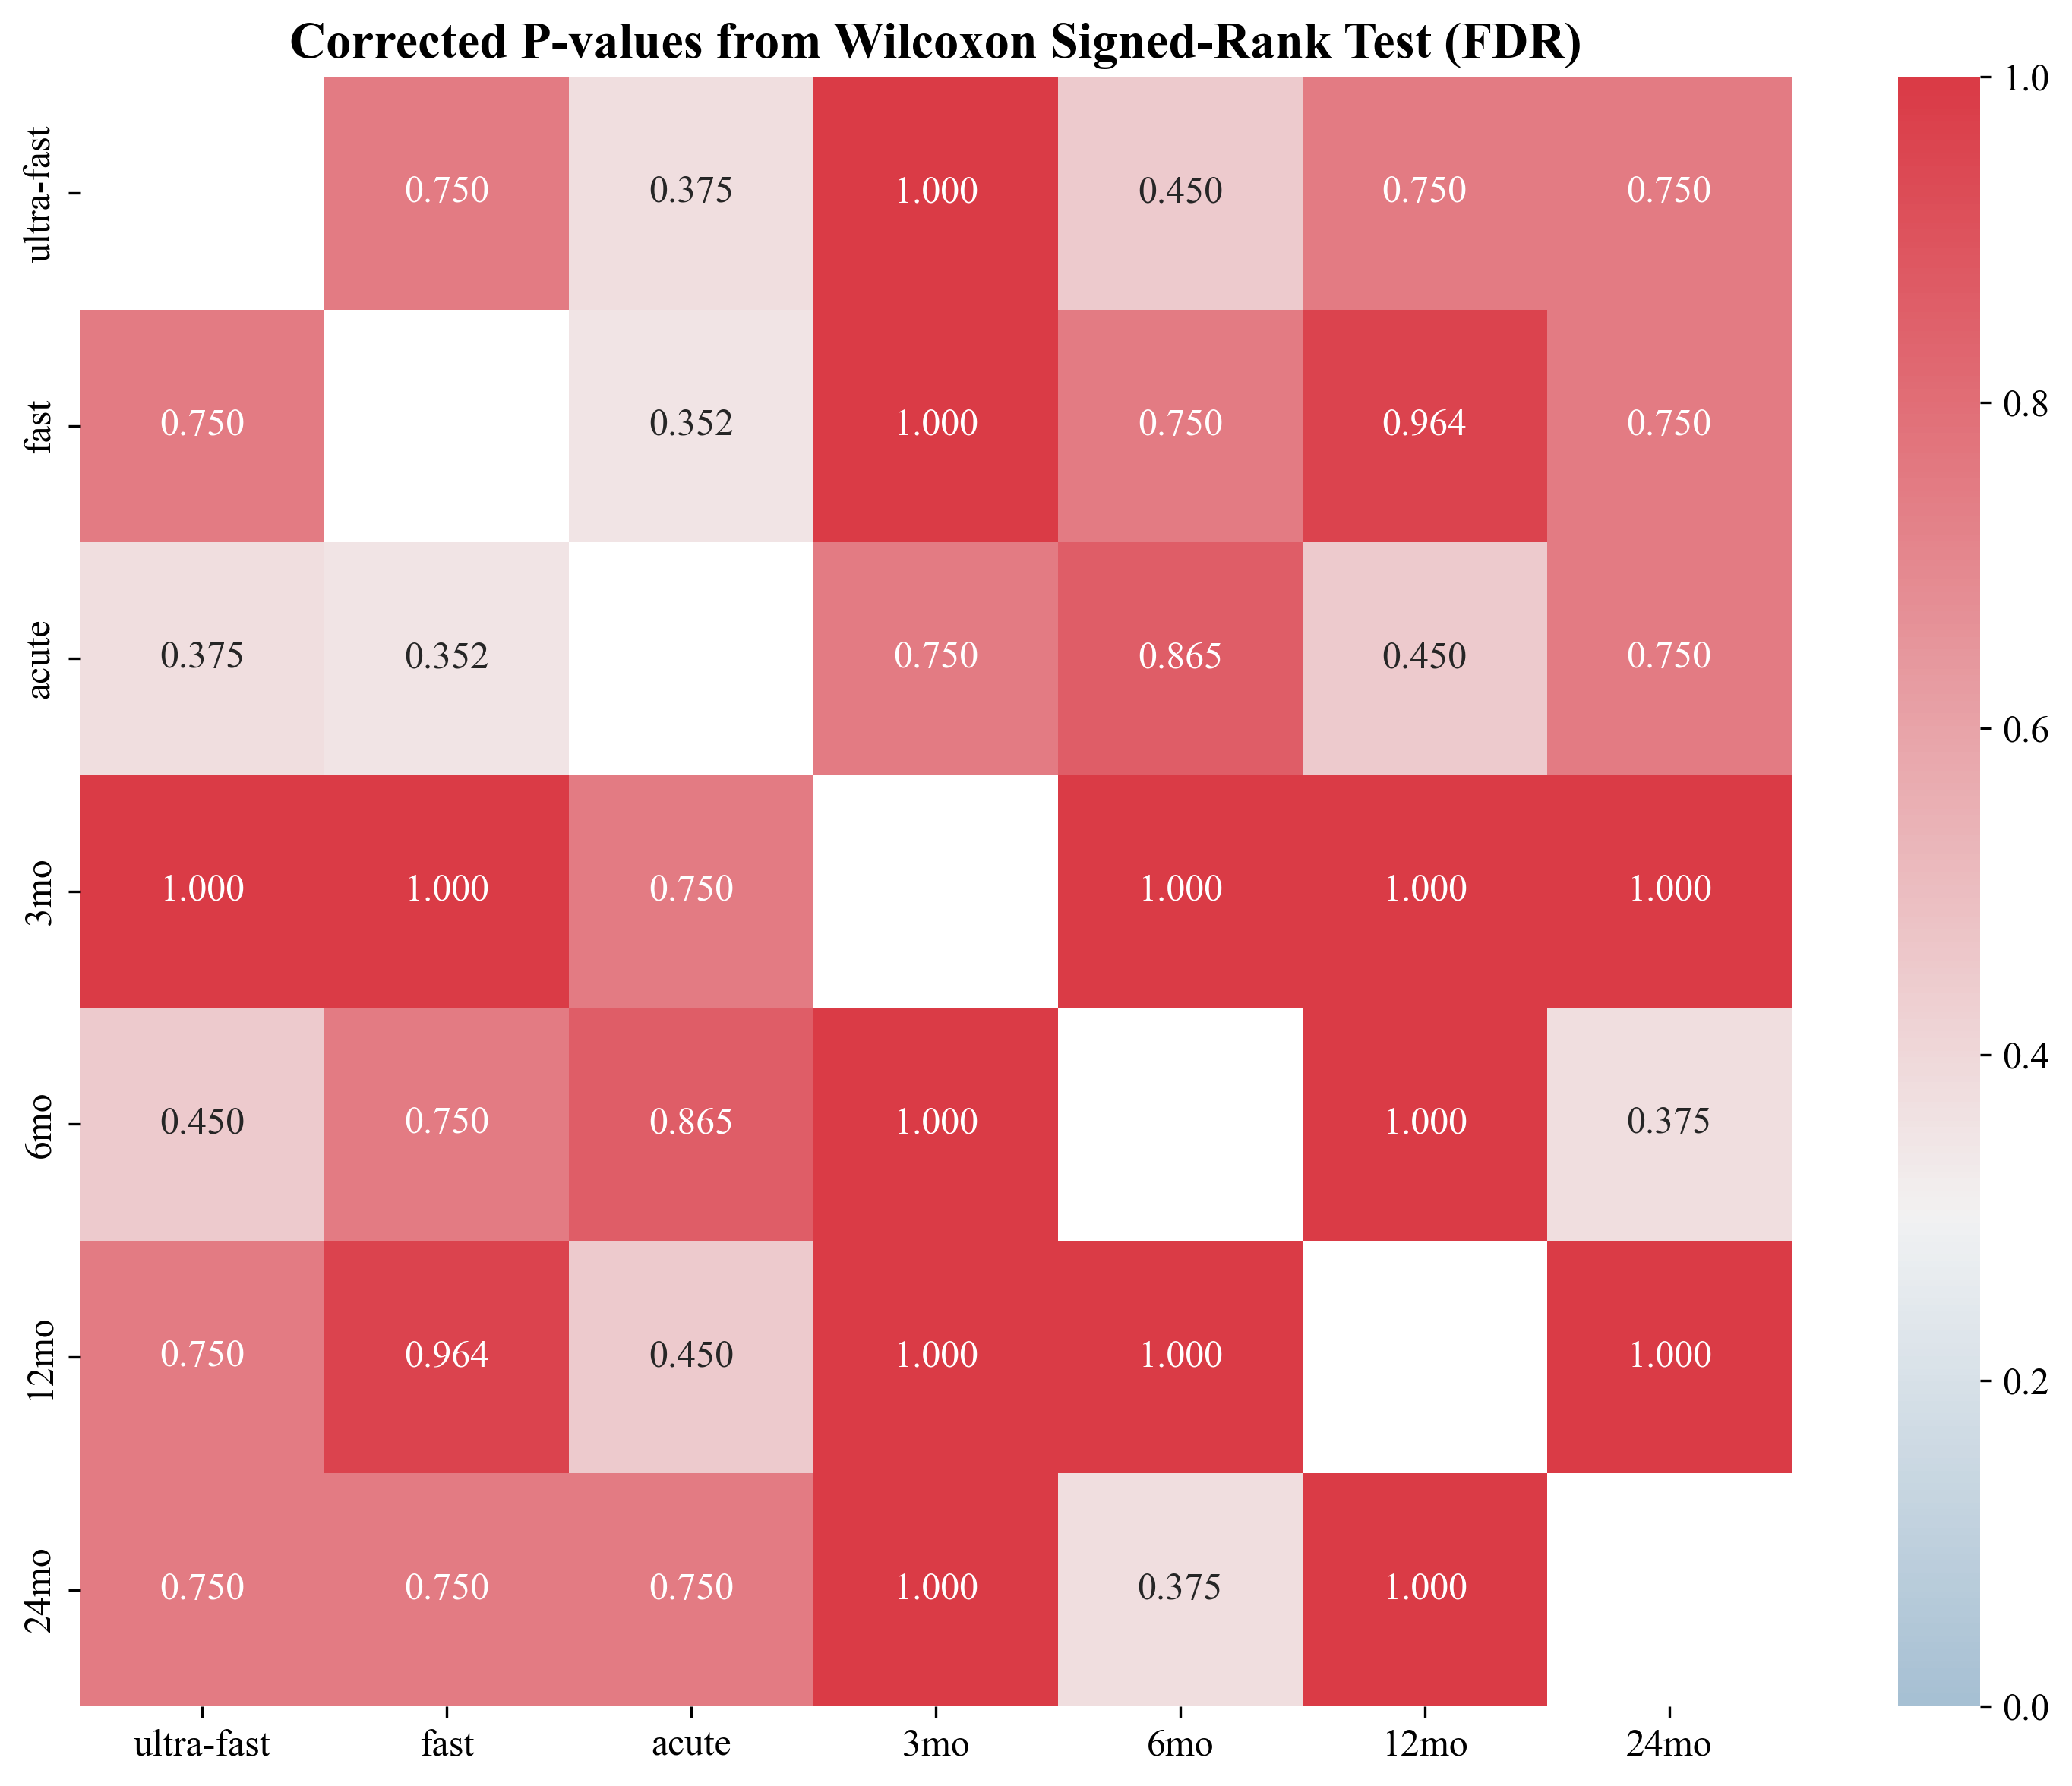 Corrected P-values from Wilcoxon Signed-Rank Test (FDR)
ultra-fast
0.750 0.375 1.000 0.450 0.750 0.750
fast
0.750 0.352 1.000 0.750 0.964 0.750
acute
0.375 0.352 0.750 0.865 0.450 0.750
3mo
1.000 1.000 0.750 1.000 1.000 1.000
6mo
0.450 0.750 0.865 1.000 1.000 0.375
12mo
0.750 0.964 0.450 1.000 1.000 1.000
24mo
0.750 0.750 0.750 1.000 0.375 1.000
ultra-fast fast acute 3mo 6mo 12mo 24mo
1.0
0.8
0.6
0.4
0.2
0.0